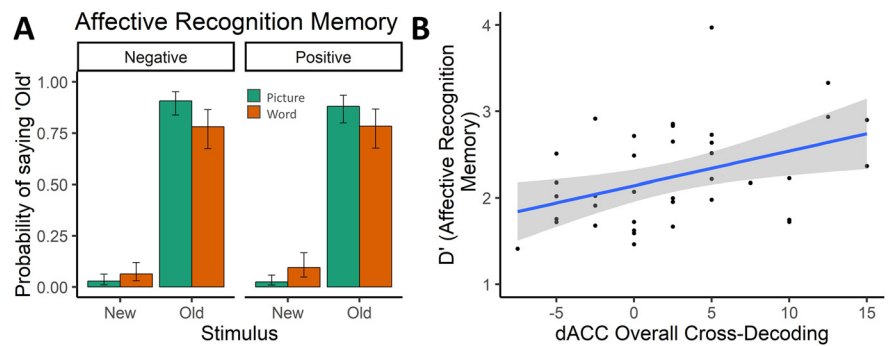 A
Affective Recognition Memory
Negative
Positive
Picture
Word
1.00
0.75
0.50
0.25
0.00
Probability of saying 'Old'
New
Old
New
Old
Stimulus
B
4
3
2
1
D' (Affective Recognition
Memory)
-5
0
5
10
15
dACC Overall Cross-Decoding